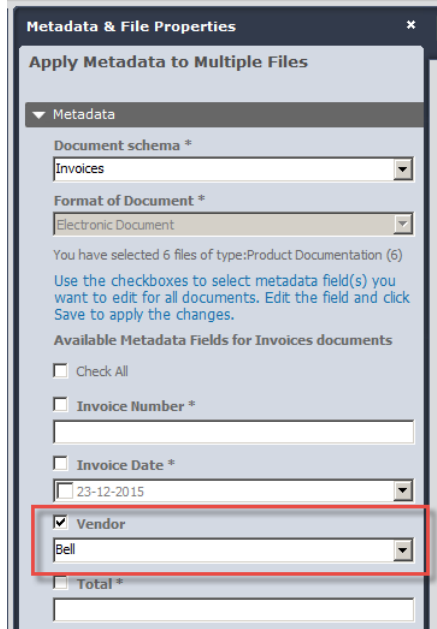 Metadata & File Properties ×
Apply Metadata to Multiple Files
Metadata
Document schema *
Invoices
Format of Document *
Electronic Document
You have selected 6 files of type:Product Documentation (6)
Use the checkboxes to select metadata field(s) you
want to edit for all documents. Edit the field and click
Save to apply the changes.
Available Metadata Fields for Invoices documents
Check All
Invoice Number *
Invoice Date *
23-12-2015
Vendor
Bell
Total *